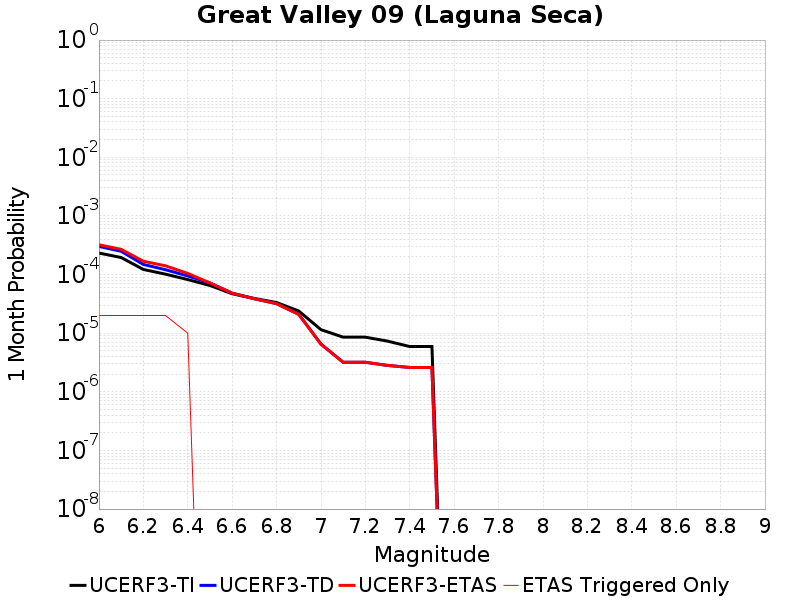 Great Valley 09 (Laguna Seca)
1 Month Probability
10^0
10^-1
10^-2
10^-3
10^-4
10^-5
10^-6
10^-7
10^-8
6 6.2 6.4 6.6 6.8 7 7.2 7.4 7.6 7.8 8 8.2 8.4 8.6 8.8 9
Magnitude
UCERF3-TI UCERF3-TD UCERF3-ETAS ETAS Triggered Only